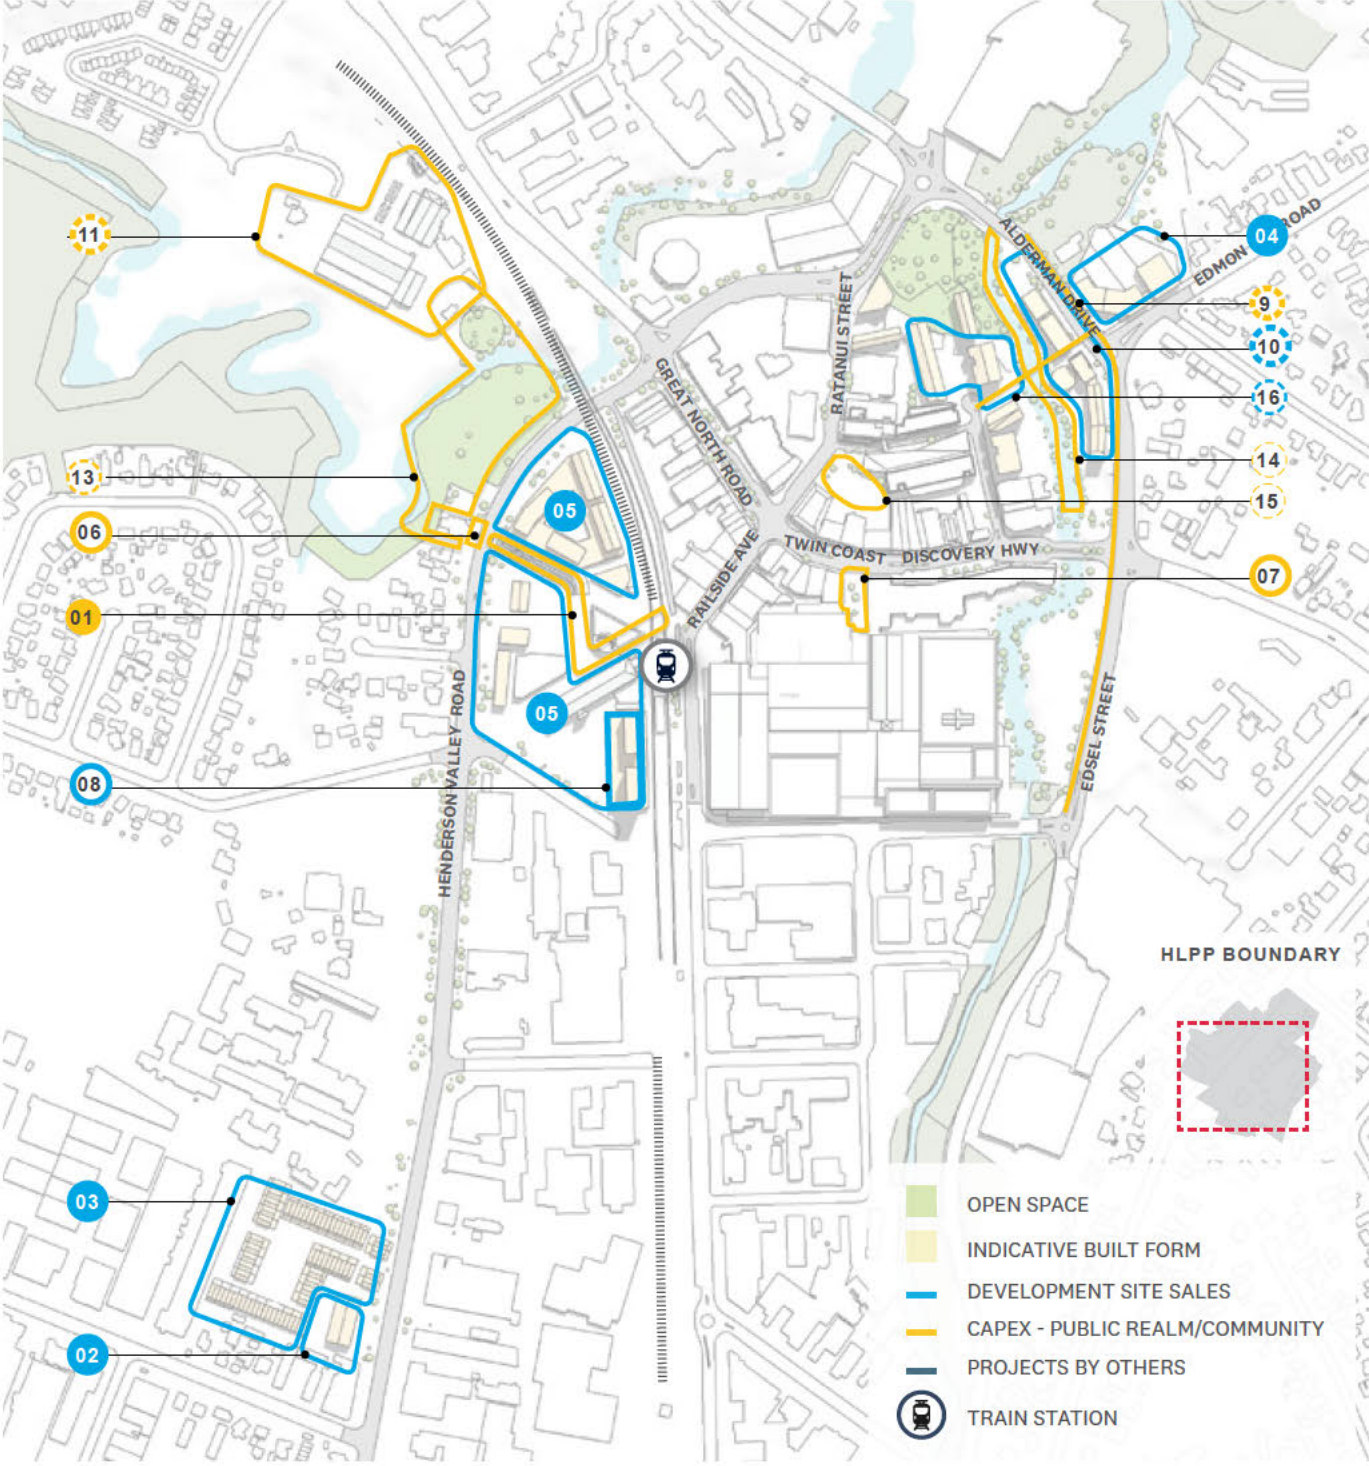 11
04
ALDERMAN DRIVE
EDMON ROAD
9
RATANUI STREET
10
GREAT NORTH ROAD
16
13
14
15
05
06
TWIN COAST DISCOVERY HWY
RAILSIDE AVE
07
01
05
HENDERSON VALLEY ROAD
EDSEL STREET
08
HLPP BOUNDARY
03
02
OPEN SPACE
INDICATIVE BUILT FORM
DEVELOPMENT SITE SALES
CAPEX - PUBLIC REALM/COMMUNITY
PROJECTS BY OTHERS
TRAIN STATION